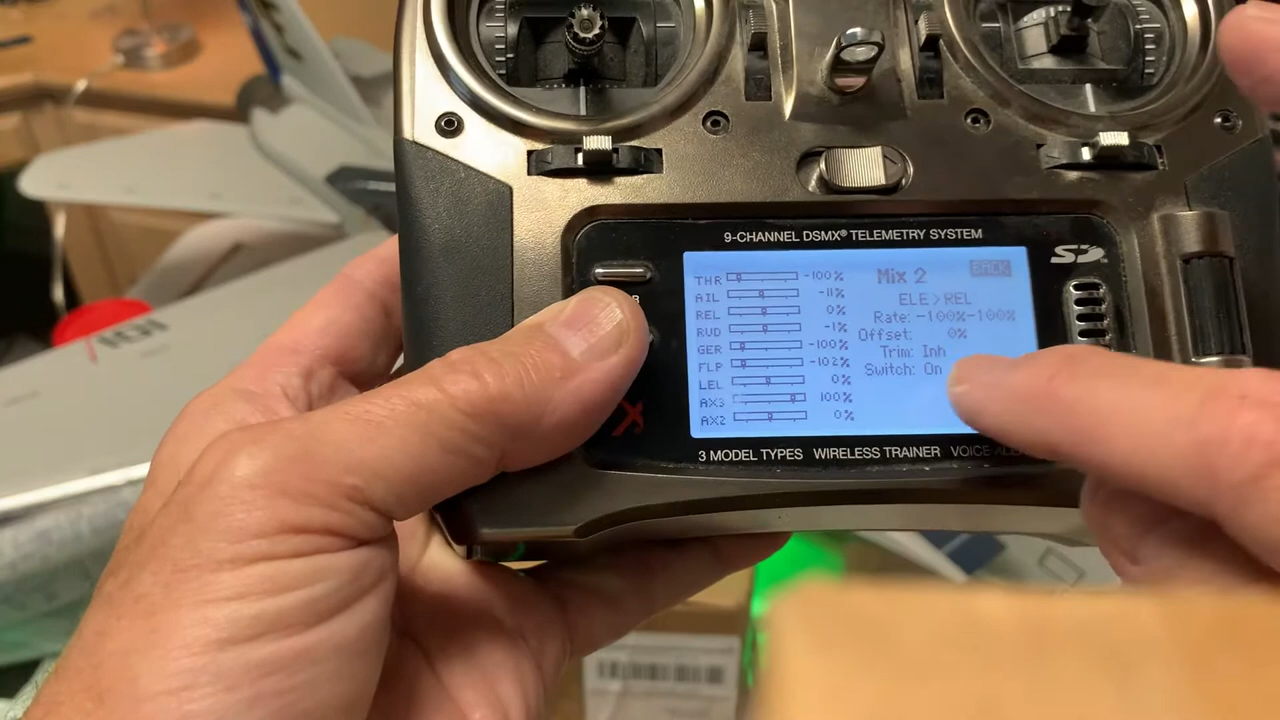 9-CHANNEL DSMX® TELEMETRY SYSTEM
SD
THR -100%
AIL -11%
REL 0%
RUD -1%
GER -100%
FLP -102%
LEL 0%
AX3 100%
AX2 0%
Mix 2
BACK
ELE > REL
Rate: -100%-100%
Offset: 0%
Trim: Inh
Switch: On
X
3 MODEL TYPES WIRELESS TRAINER VOICE